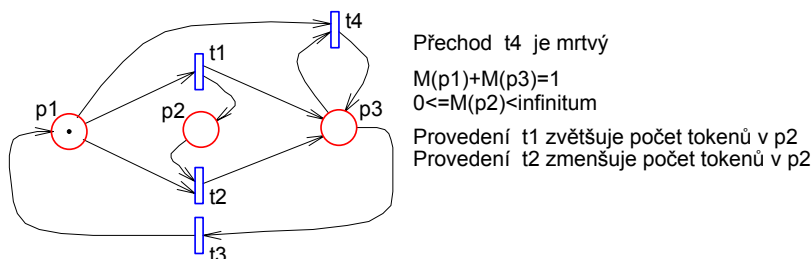 t4
t1
p1
p2
p3
t2
t3
Přechod t4 je mrtvý
M(p1)+M(p3)=1
0<=M(p2)<infinitum
Provedení t1 zvětšuje počet tokenů v p2
Provedení t2 zmenšuje počet tokenů v p2